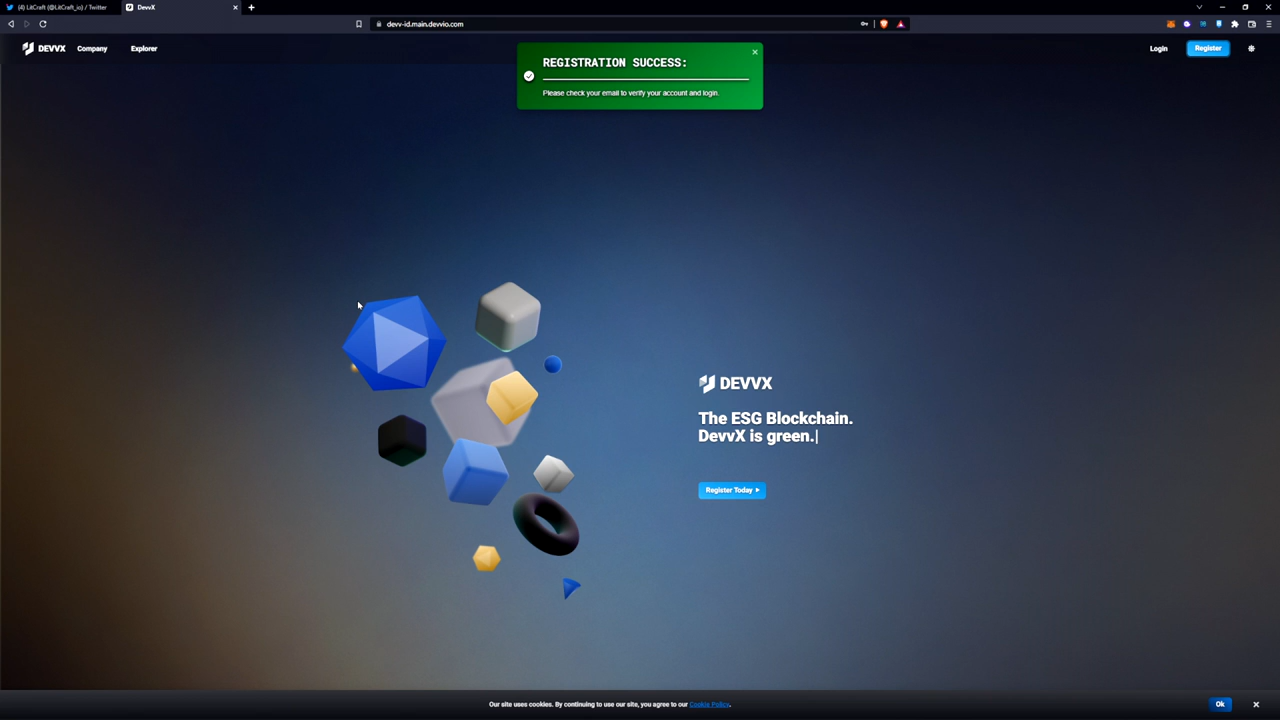 (4) LitCraft (@LitCraft_io) / Twitter
DevvX
devv-id.main.devvio.com
DEVVX
Company
Explorer
Login
Register
REGISTRATION SUCCESS:
Please check your email to verify your account and login.
DEVVX
The ESG Blockchain.
DevvX is green.|
Register Today
Our site uses cookies. By continuing to use our site, you agree to our Cookie Policy.
Ok